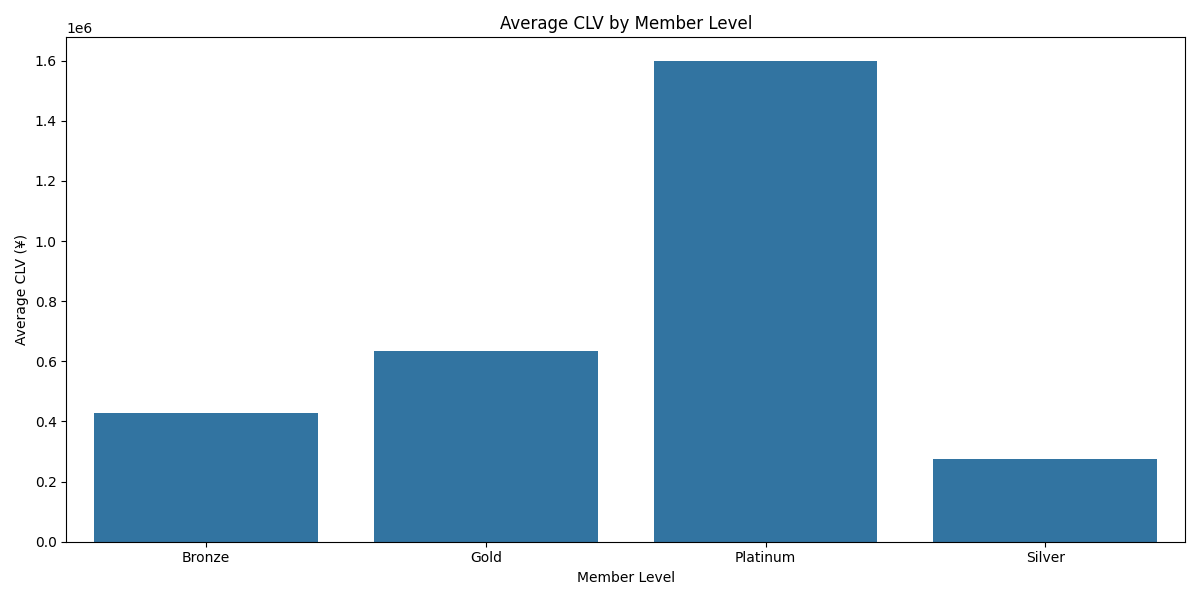 Average CLV by Member Level
1e6
1.6
1.4
1.2
1.0
0.8
0.6
0.4
0.2
0.0
Average CLV (¥)
Bronze Gold Platinum Silver
Member Level